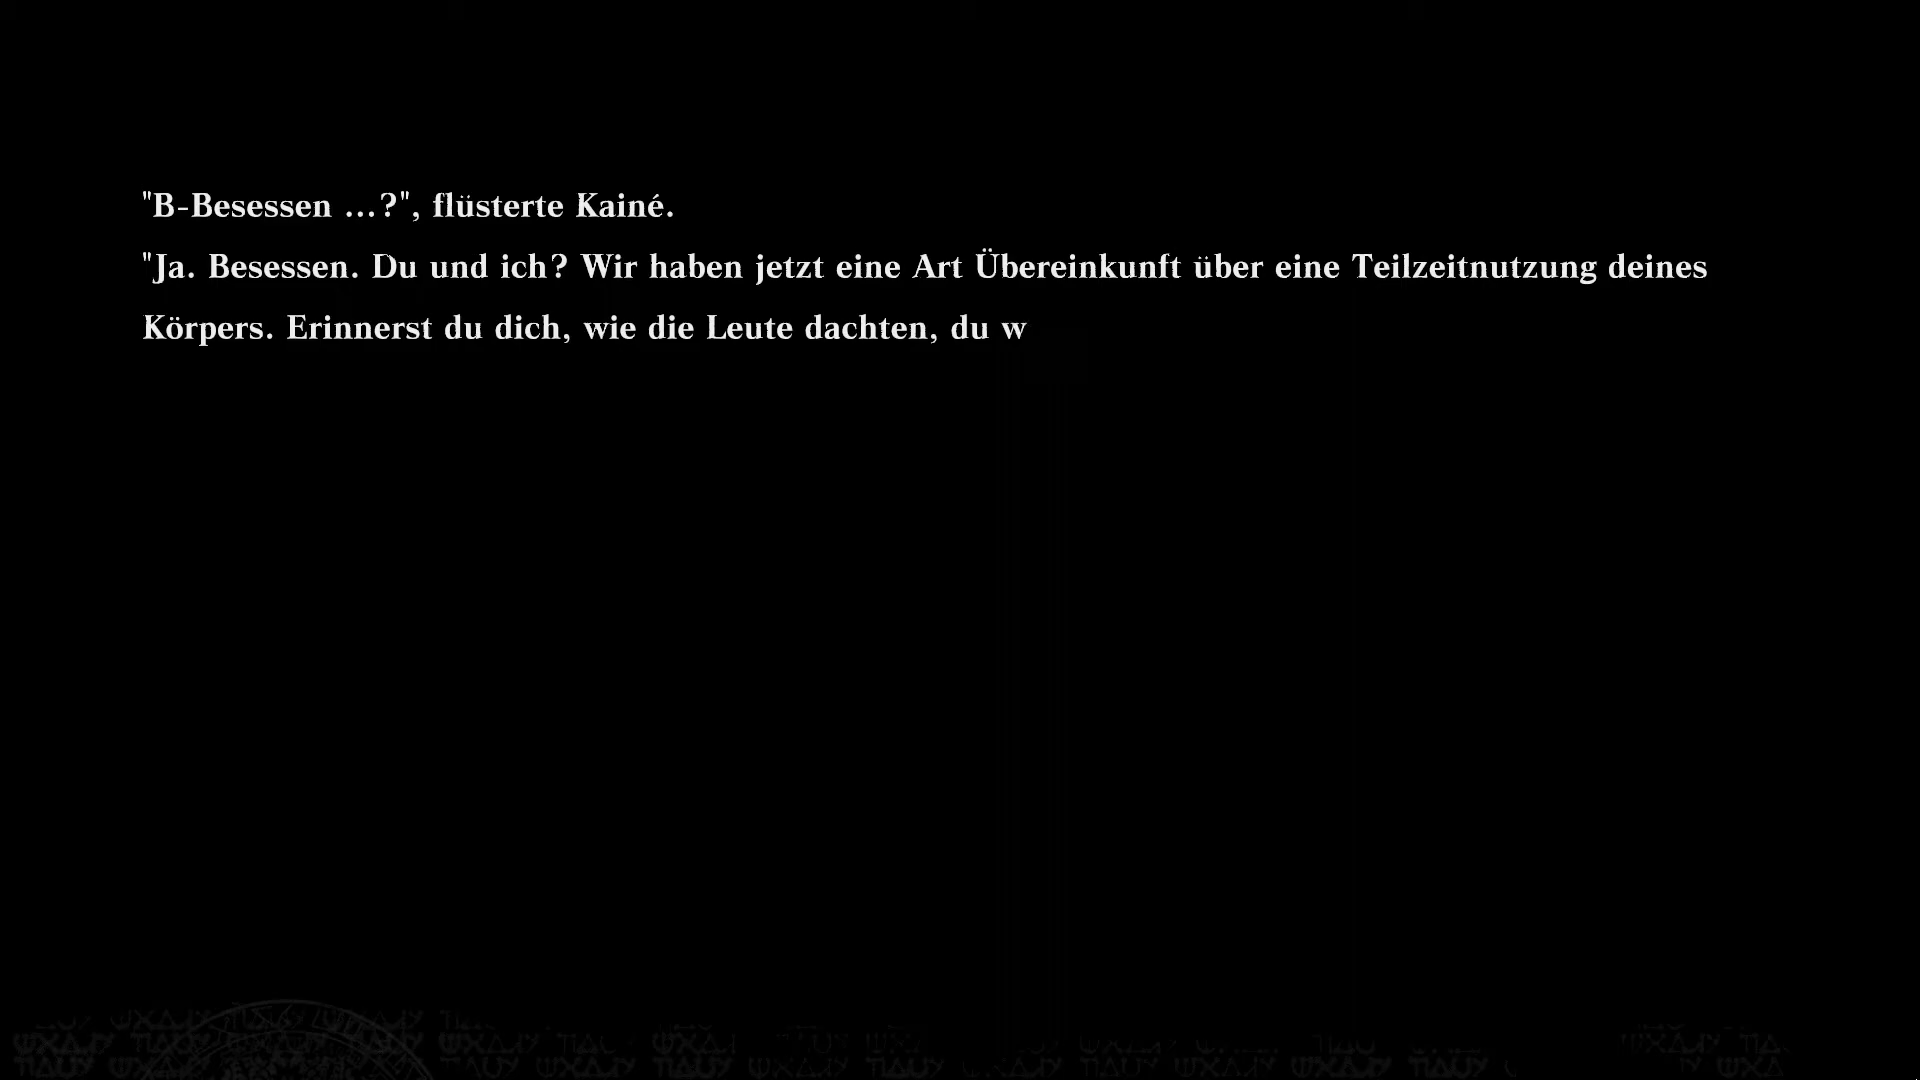 "B-Besessen ...?", flüsterte Kainé.
"Ja. Besessen. Du und ich? Wir haben jetzt eine Art Übereinkunft über eine Teilzeitnutzung deines
Körpers. Erinnerst du dich, wie die Leute dachten, du w